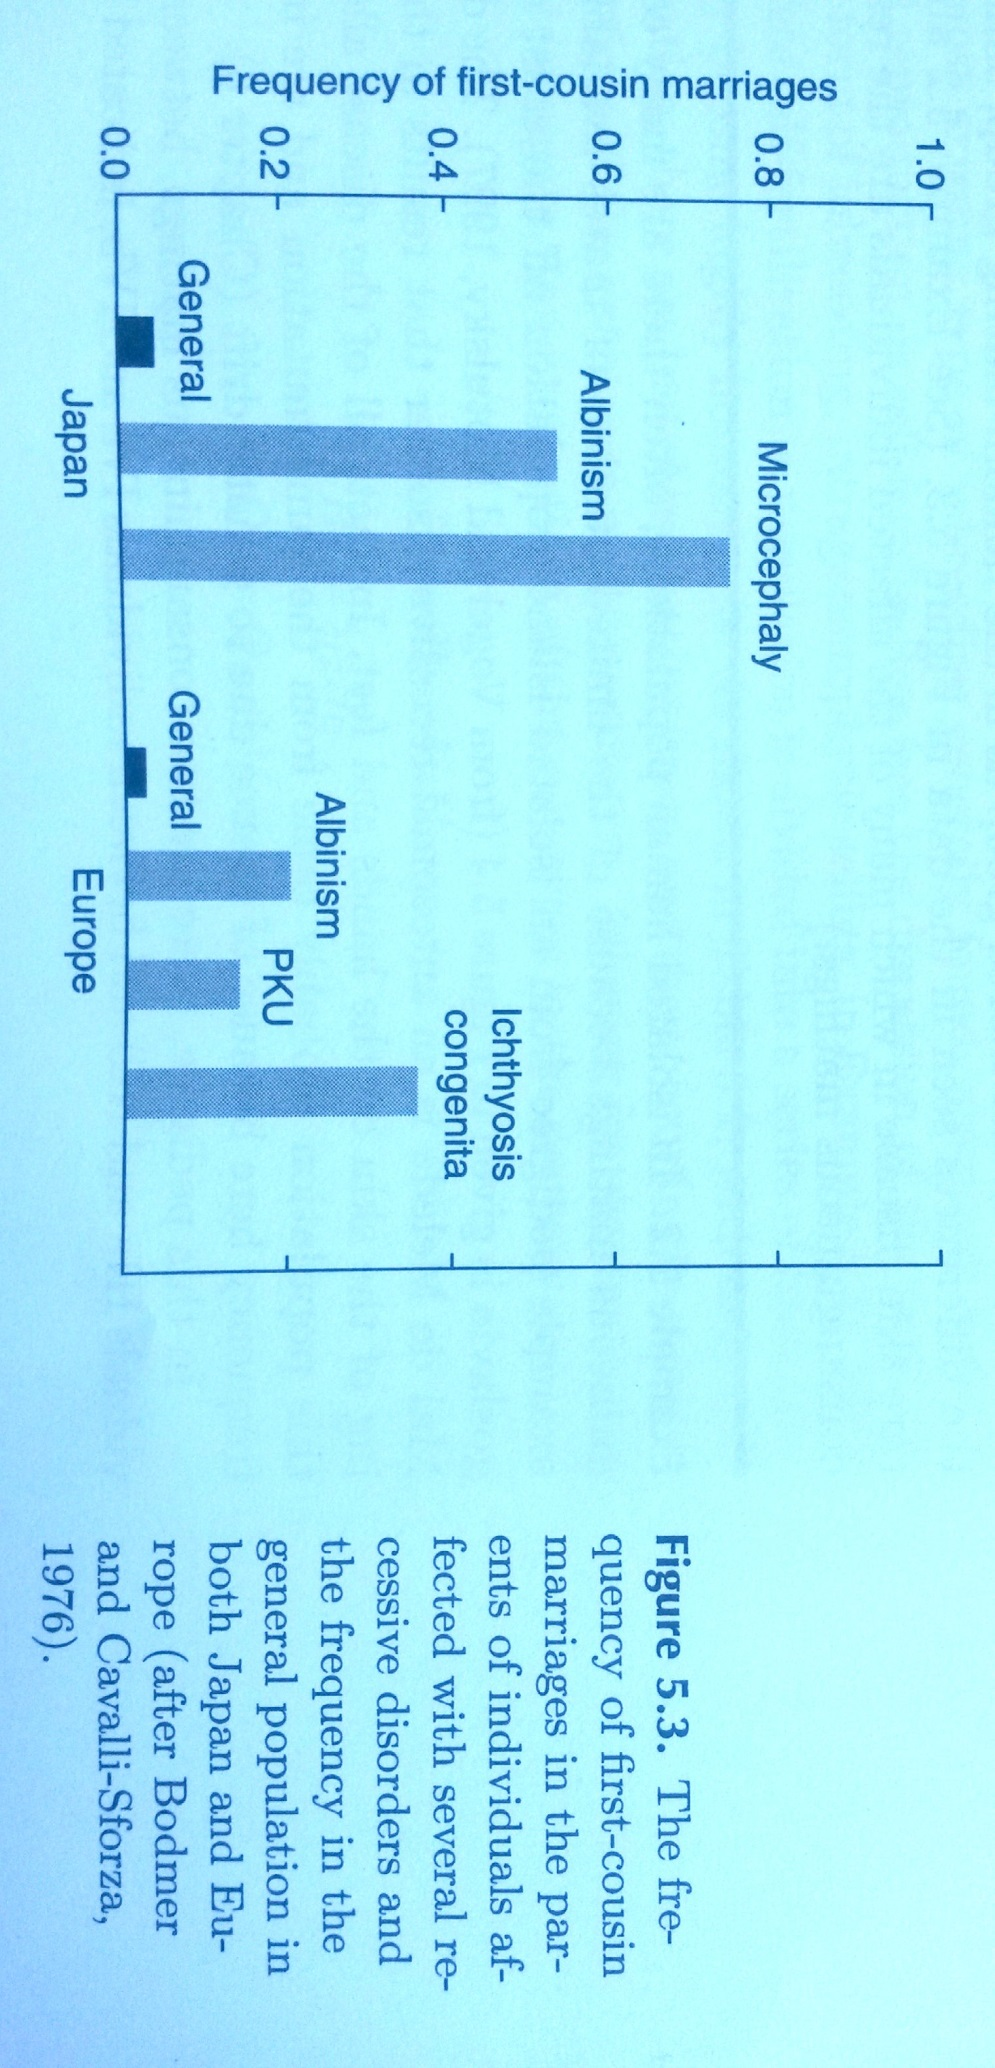 Frequency of first-cousin marriages
1.0
0.8
0.6
0.4
0.2
0.0
Microcephaly
Albinism
General
Japan
Ichthyosis
congenita
Albinism
PKU
General
Europe
Figure 5.3. The fre-
quency of first-cousin
marriages in the par-
ents of individuals af-
fected with several re-
cessive disorders and
the frequency in the
general population in
both Japan and Eu-
rope (after Bodmer
and Cavalli-Sforza,
1976).